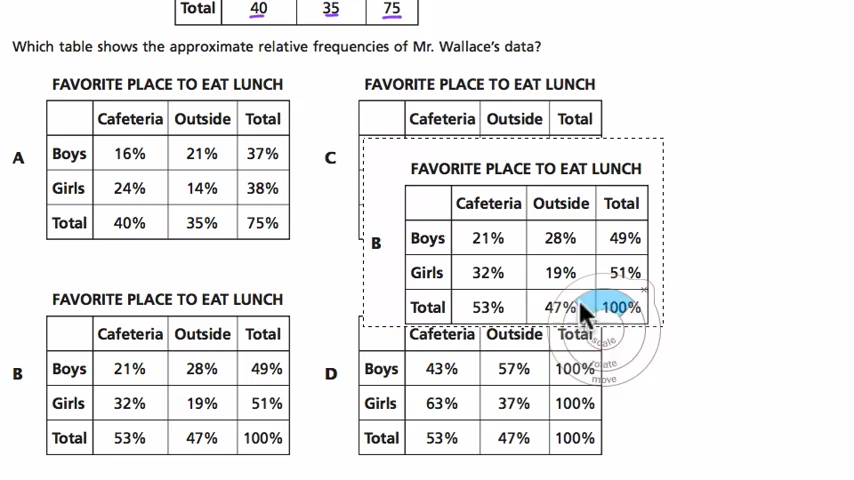 Total 40 35 75
Which table shows the approximate relative frequencies of Mr. Wallace's data?
FAVORITE PLACE TO EAT LUNCH
Cafeteria Outside Total
A
Boys 16% 21% 37%
Girls 24% 14% 38%
Total 40% 35% 75%
FAVORITE PLACE TO EAT LUNCH
Cafeteria Outside Total
C
FAVORITE PLACE TO EAT LUNCH
Cafeteria Outside Total
B
Boys 21% 28% 49%
Girls 32% 19% 51%
Total 53% 47% 100%
scale
rotate
move
FAVORITE PLACE TO EAT LUNCH
Cafeteria Outside Total
B
Boys 21% 28% 49%
Girls 32% 19% 51%
Total 53% 47% 100%
Cafeteria Outside Total
D
Boys 43% 57% 100%
Girls 63% 37% 100%
Total 53% 47% 100%